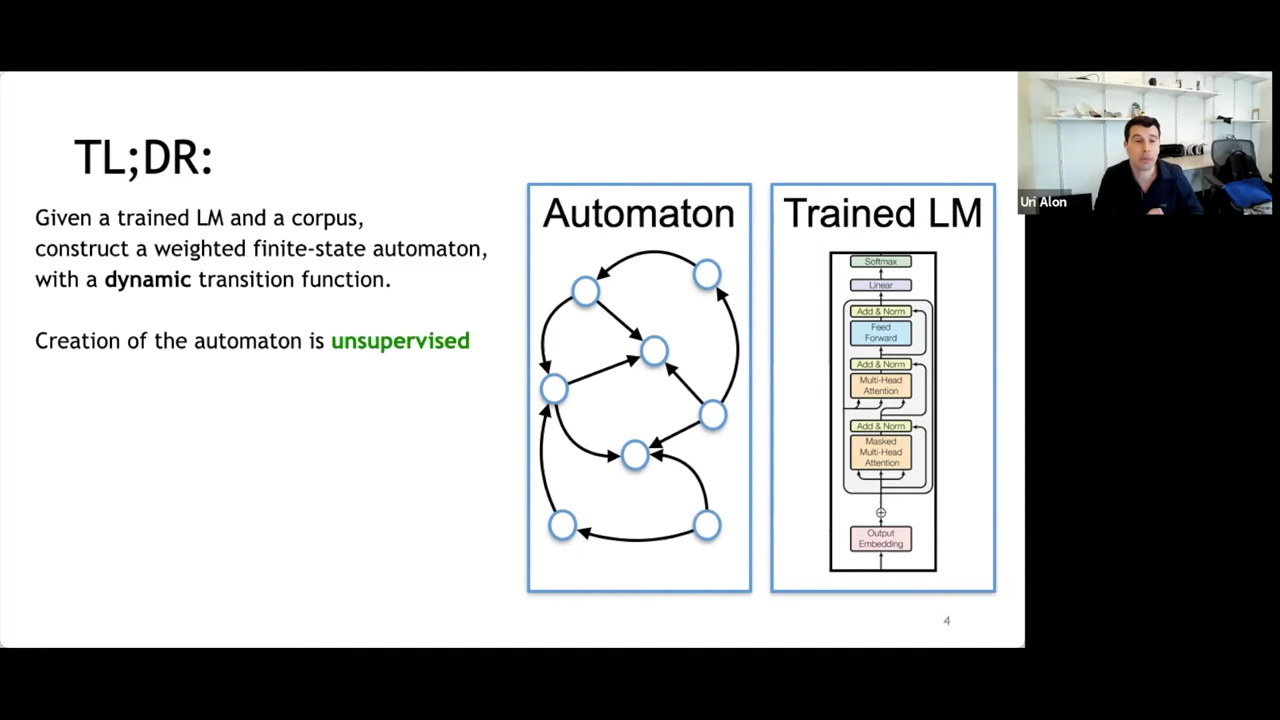 TL;DR:
Given a trained LM and a corpus,
construct a weighted finite-state automaton,
with a dynamic transition function.
Creation of the automaton is unsupervised
Automaton
Trained LM
Softmax
Linear
Add & Norm
Feed
Forward
Add & Norm
Multi-Head
Attention
Add & Norm
Masked
Multi-Head
Attention
Output
Embedding
4
Uri Alon